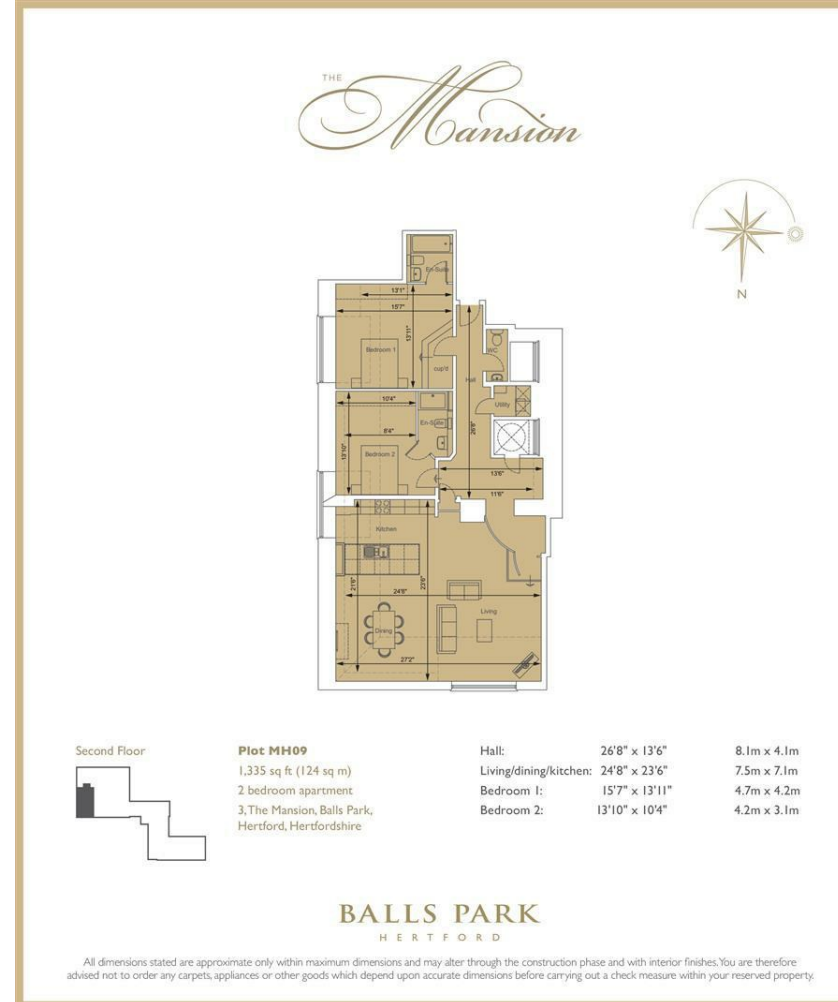 THE
Mansion
N
En-Suite
13'1"
15'7"
13'11"
Bedroom 1
cup'd
WC
Hall
Utility
10'4"
En-Suite
8'4"
26'8"
13'10"
Bedroom 2
13'6"
11'6"
Kitchen
21'8"
23'6"
24'8"
Living
Dining
27'2"
Second Floor
Plot MH09
1,335 sq ft (124 sq m)
2 bedroom apartment
3, The Mansion, Balls Park,
Hertford, Hertfordshire
Hall: 26'8" x 13'6" 8.1m x 4.1m
Living/dining/kitchen: 24'8" x 23'6" 7.5m x 7.1m
Bedroom 1: 15'7" x 13'11" 4.7m x 4.2m
Bedroom 2: 13'10" x 10'4" 4.2m x 3.1m
BALLS PARK
HERTFORD
All dimensions stated are approximate only within maximum dimensions and may alter through the construction phase and with interior finishes. You are therefore
advised not to order any carpets, appliances or other goods which depend upon accurate dimensions before carrying out a check measure within your reserved property.